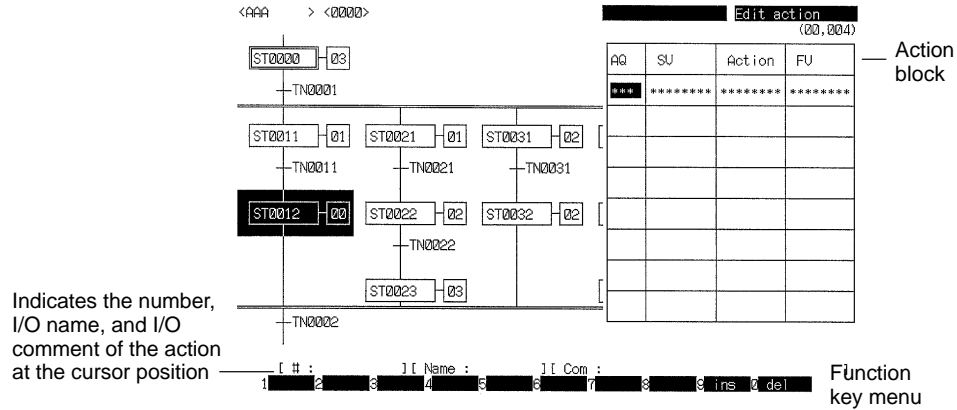 <AAA > <0000>
Edit action
(00,004)
ST0000 03
TN0001
AQ SV Action FV
*** ******** ******** ********
Action
block
ST0011 01 ST0021 01 ST0031 02
TN0011 TN0021 TN0031
ST0012 00 ST0022 02 ST0032 02
TN0022
ST0023 03
TN0002
Indicates the number,
I/O name, and I/O
comment of the action
at the cursor position
[ # : ][ Name : ][ Com :
1 2 3 4 5 6 7 8 9 ins 0 del
Function
key menu